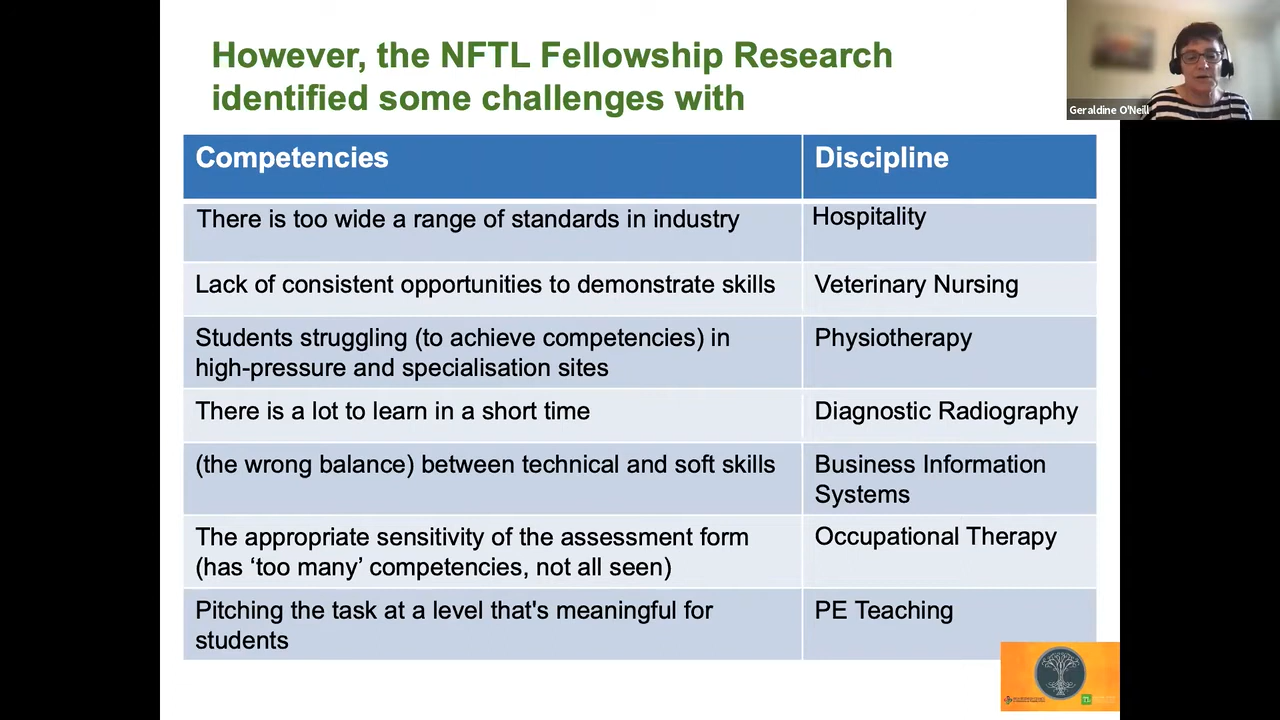 However, the NFTL Fellowship Research
identified some challenges with
Geraldine O'Neill
Competencies
Discipline
There is too wide a range of standards in industry
Hospitality
Lack of consistent opportunities to demonstrate skills
Veterinary Nursing
Students struggling (to achieve competencies) in
high-pressure and specialisation sites
Physiotherapy
There is a lot to learn in a short time
Diagnostic Radiography
(the wrong balance) between technical and soft skills
Business Information
Systems
The appropriate sensitivity of the assessment form
(has ‘too many’ competencies, not all seen)
Occupational Therapy
Pitching the task at a level that's meaningful for
students
PE Teaching